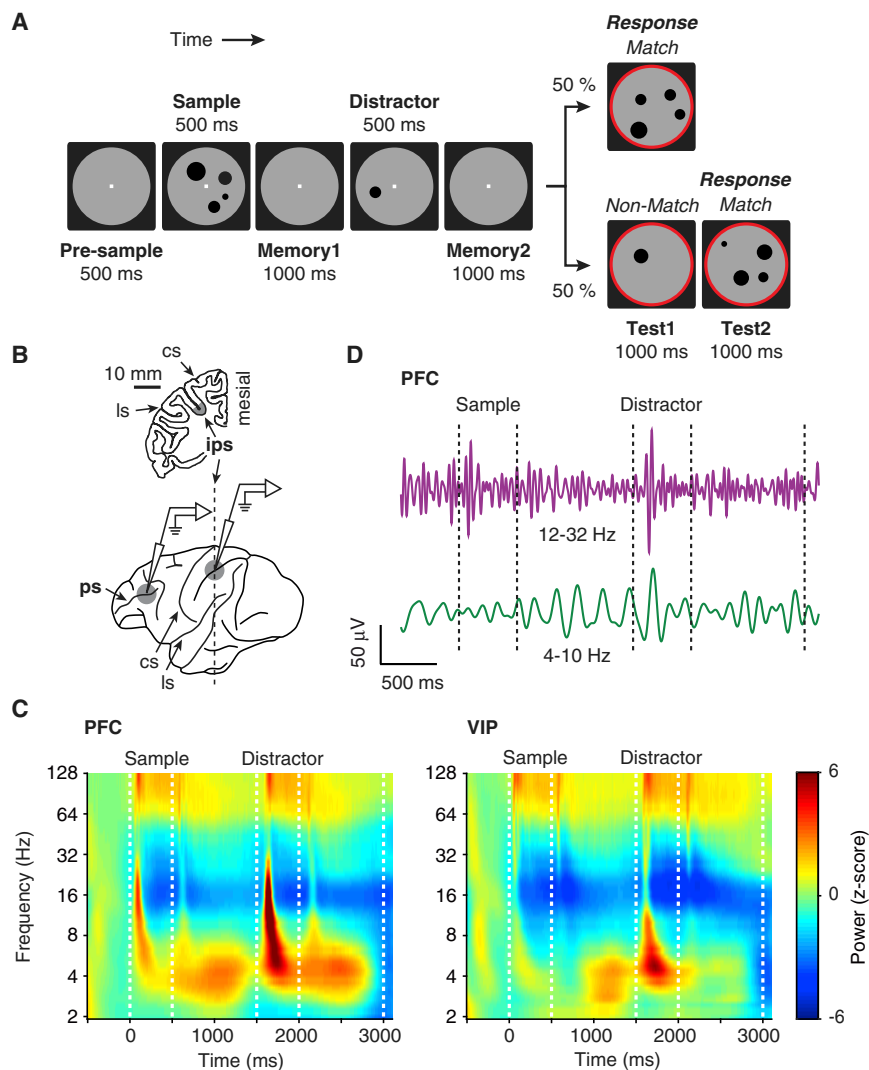 A
Time
Response
Match
50 %
Sample
500 ms
Distractor
500 ms
Pre-sample
500 ms
Memory1
1000 ms
Memory2
1000 ms
Non-Match
Response
Match
50 %
Test1
1000 ms
Test2
1000 ms
B
cs
10 mm
ls
mesial
ips
ps
cs
ls
D
PFC
Sample
Distractor
12-32 Hz
4-10 Hz
50 µV
500 ms
C
PFC
Sample
Distractor
128
64
32
16
8
4
2
Frequency (Hz)
0
1000
2000
3000
Time (ms)
VIP
Sample
Distractor
128
64
32
16
8
4
2
0
1000
2000
3000
Time (ms)
6
0
-6
Power (z-score)